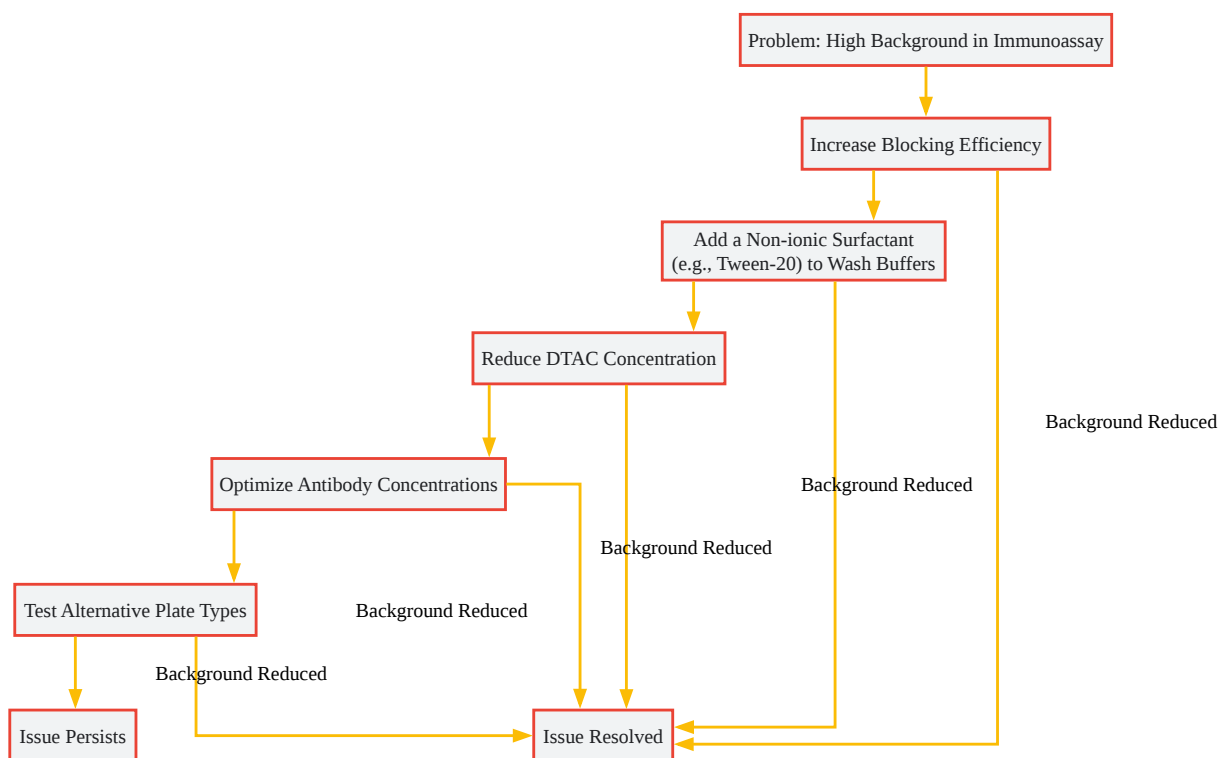 Problem: High Background in Immunoassay
Increase Blocking Efficiency
Add a Non-ionic Surfactant
(e.g., Tween-20) to Wash Buffers
Reduce DTAC Concentration
Background Reduced
Optimize Antibody Concentrations
Background Reduced
Background Reduced
Test Alternative Plate Types
Background Reduced
Background Reduced
Issue Persists
Issue Resolved